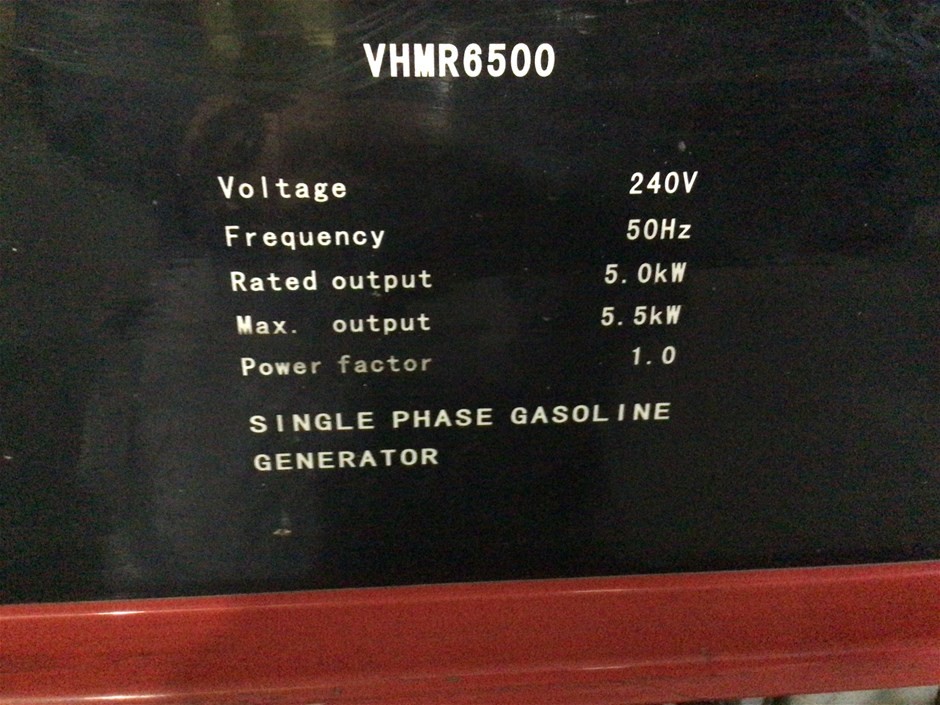 VHMR6500
Voltage 240V
Frequency 50Hz
Rated output 5.0kW
Max. output 5.5kW
Power factor 1.0
SINGLE PHASE GASOLINE
GENERATOR